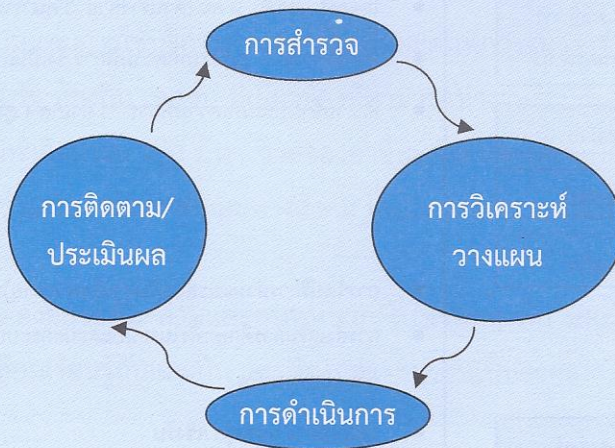 การสำรวจ
การวิเคราะห์
วางแผน
การดำเนินการ
การติดตาม/
ประเมินผล